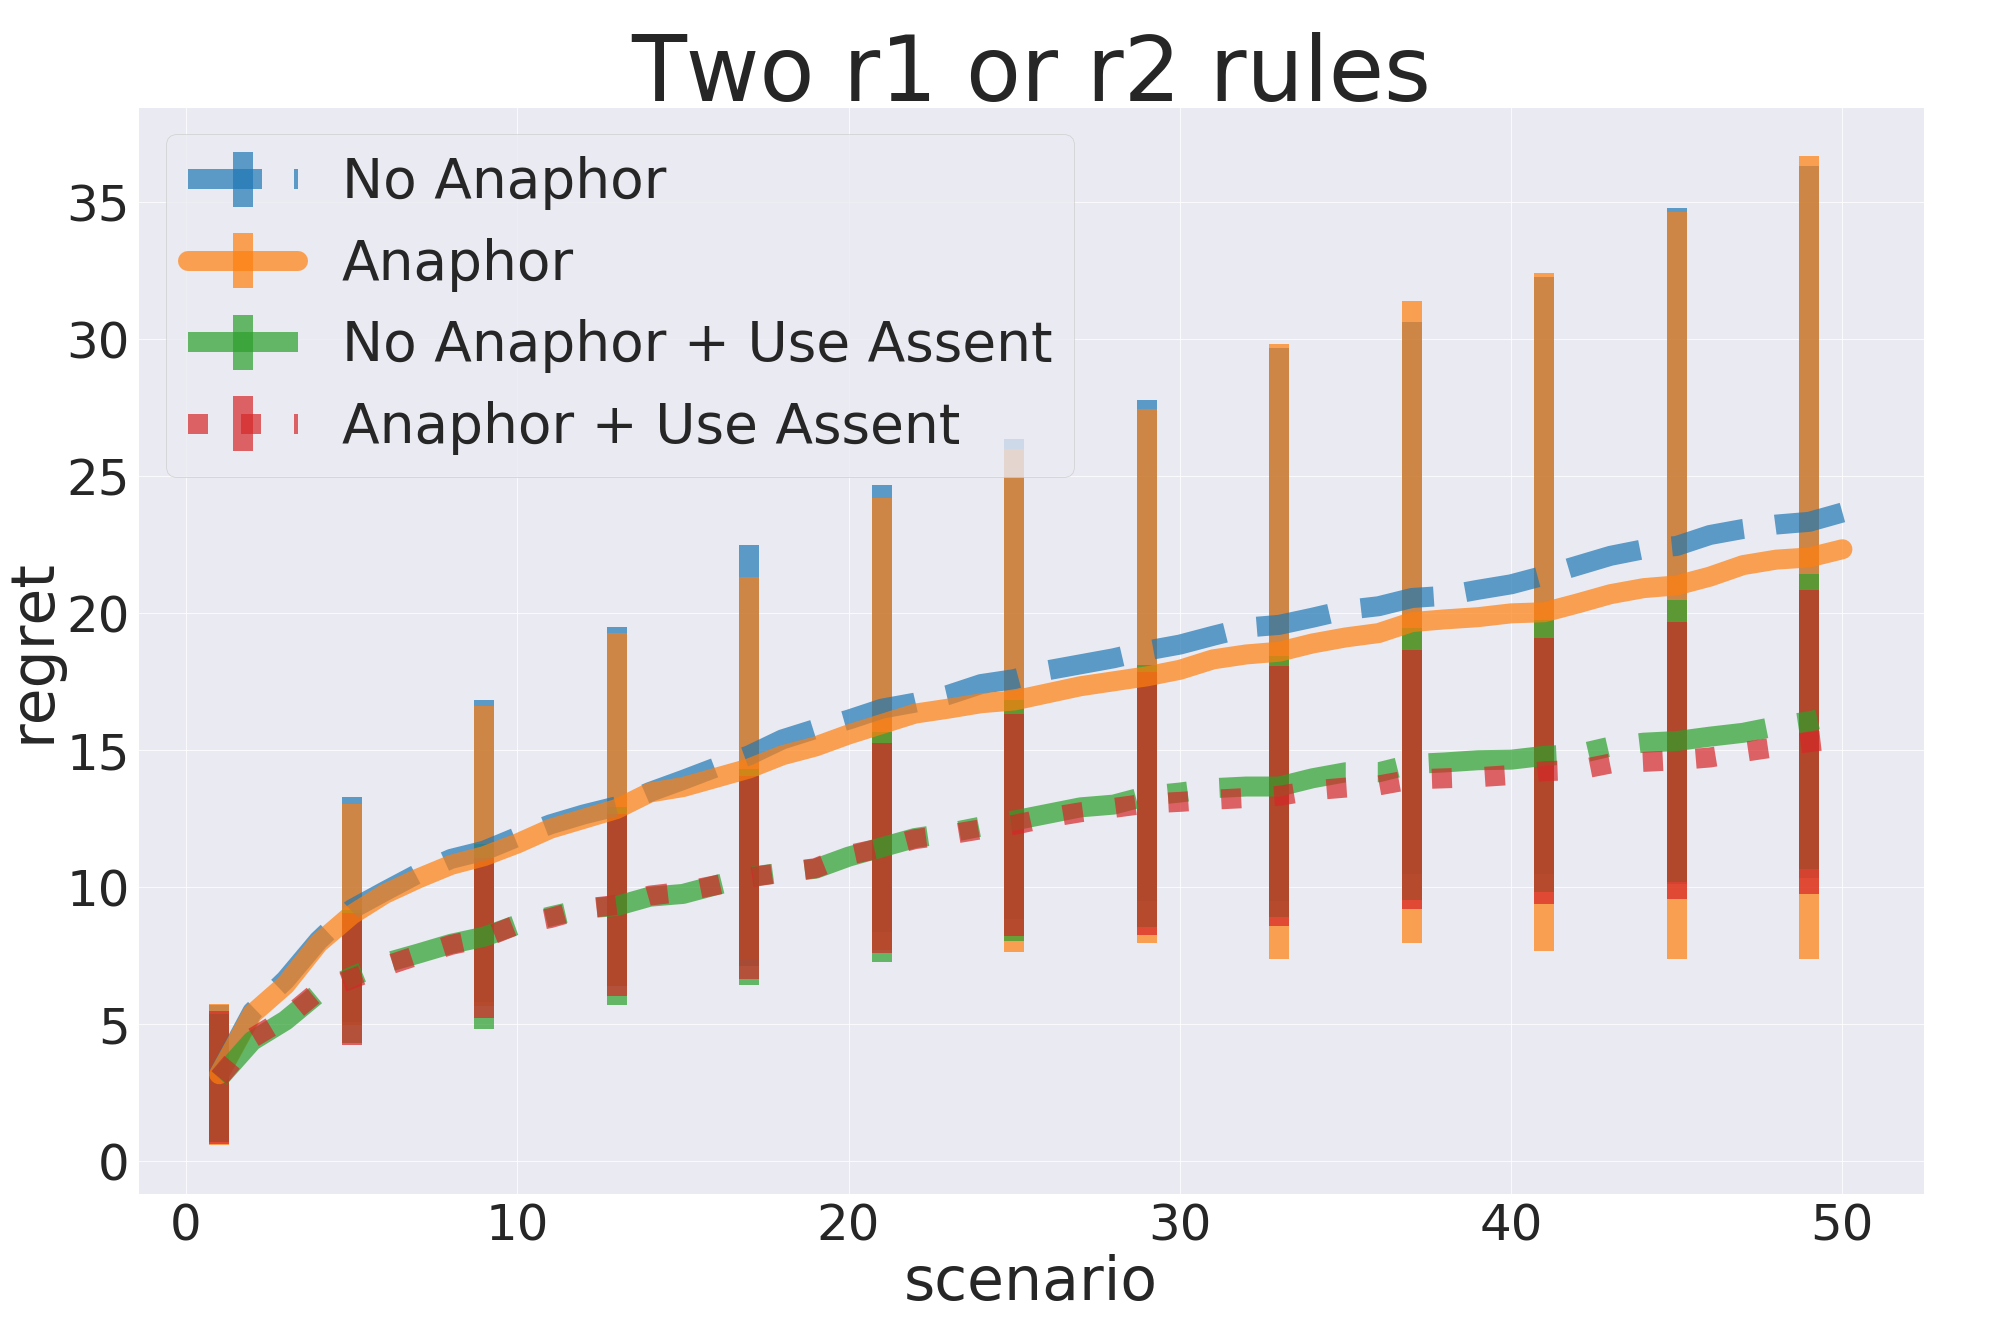 Two r1 or r2 rules
No Anaphor
Anaphor
No Anaphor + Use Assent
Anaphor + Use Assent
regret
35
30
25
20
15
10
5
0
0 10 20 30 40 50
scenario